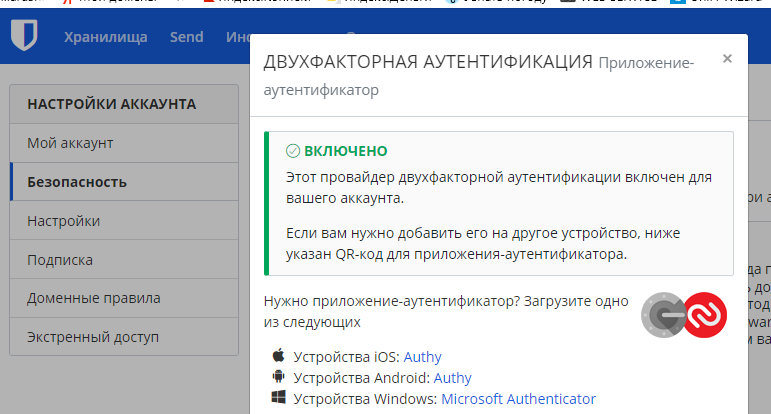 Хранилища Send
ДВУХФАКТОРНАЯ АУТЕНТИФИКАЦИЯ Приложение-
аутентификатор
×
НАСТРОЙКИ АККАУНТА
Мой аккаунт
Безопасность
Настройки
Подписка
Доменные правила
Экстренный доступ
ВКЛЮЧЕНО
Этот провайдер двухфакторной аутентификации включен для
вашего аккаунта.
Если вам нужно добавить его на другое устройство, ниже
указан QR-код для приложения-аутентификатора.
Нужно приложение-аутентификатор? Загрузите одно
из следующих
Устройства iOS: Authy
Устройства Android: Authy
Устройства Windows: Microsoft Authenticator